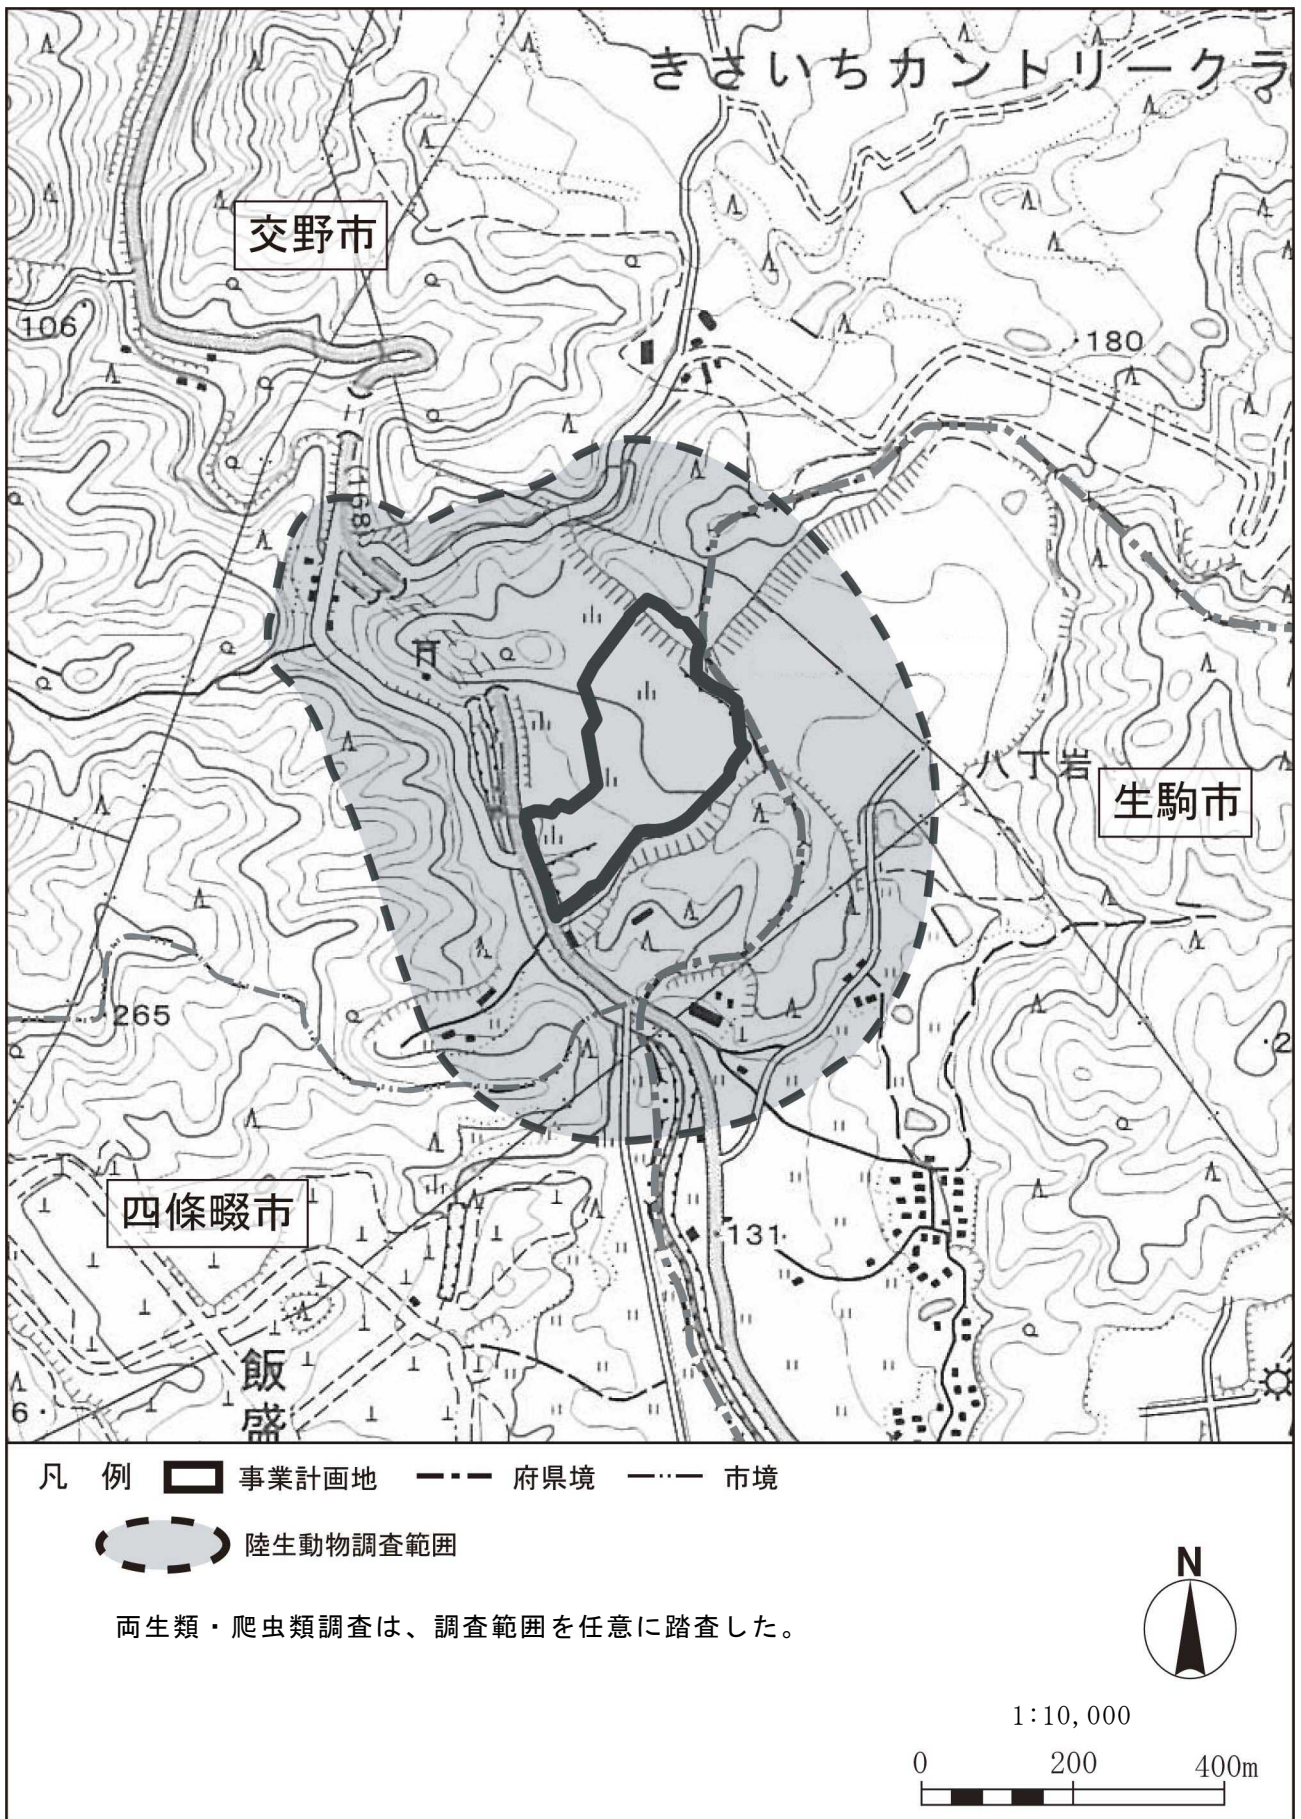 きさいちカントリークラ
交野市
106
180
(168)
八丁岩
生駒市
265
2
四條畷市
131
飯盛
6
凡 例 事業計画地 府県境 市境
陸生動物調査範囲
両生類・爬虫類調査は、調査範囲を任意に踏査した。
N
1:10,000
0 200 400m